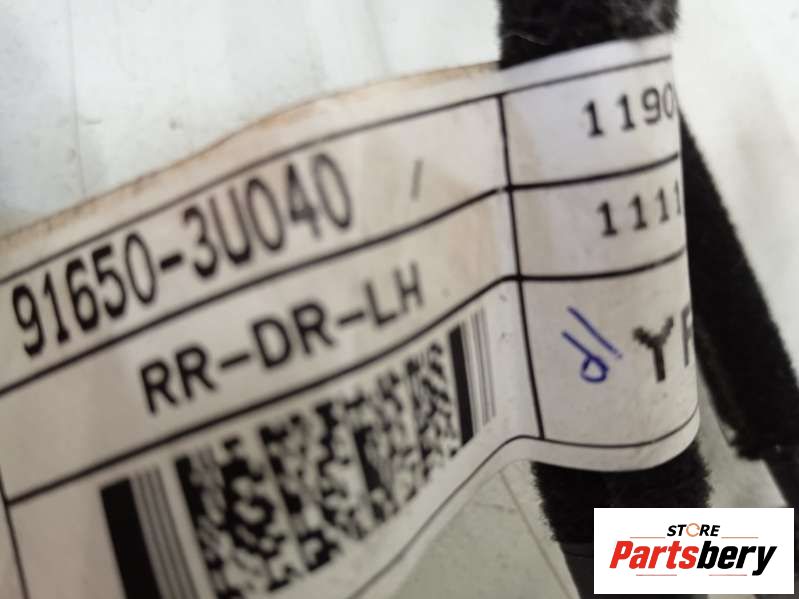 91650-3U040
RR-DR-LH
1190
1111
Y
STORE
Partsbery